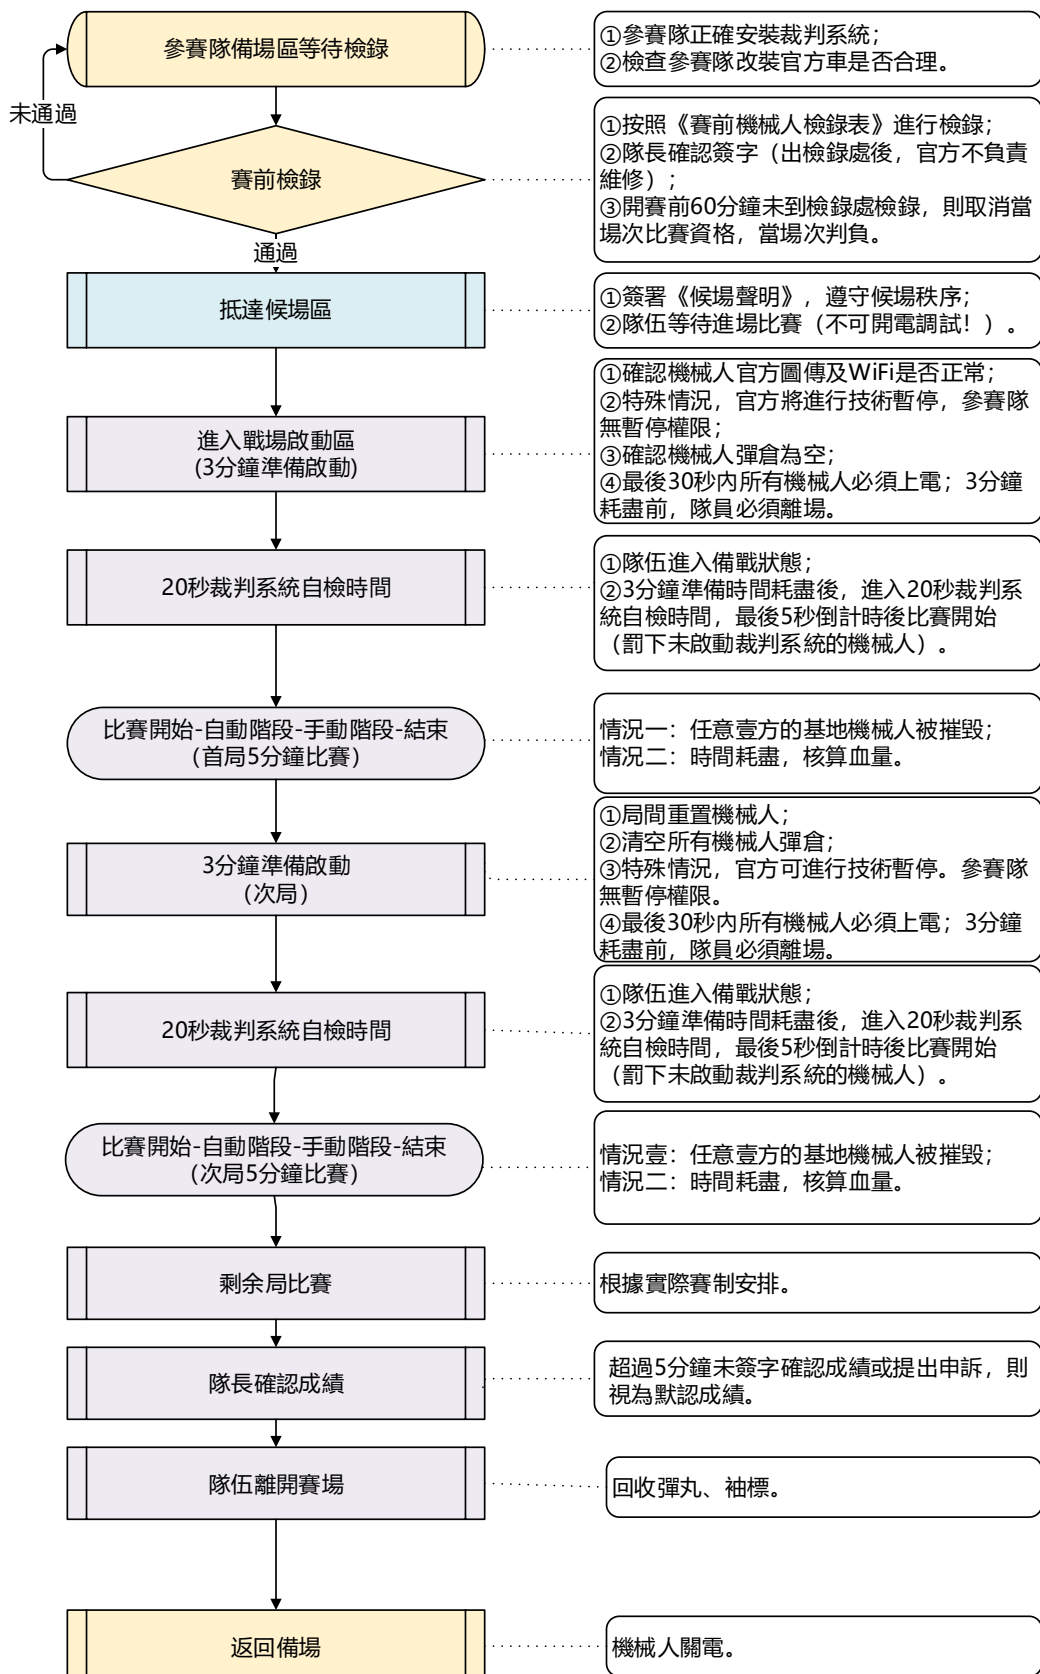 參賽隊備場區等待檢錄
①參賽隊正確安裝裁判系統；
②檢查參賽隊改裝官方車是否合理。
未通過
賽前檢錄
①按照《賽前機械人檢錄表》進行檢錄；
②隊長確認簽字（出檢錄處後，官方不負責
維修）；
③開賽前60分鐘未到檢錄處檢錄，則取消當
場次比賽資格，當場次判負。
通過
抵達候場區
①簽署《候場聲明》，遵守候場秩序；
②隊伍等待進場比賽（不可開電調試！）。
進入戰場啟動區
(3分鐘準備啟動)
①確認機械人官方圖傳及WiFi是否正常；
②特殊情況，官方將進行技術暫停，參賽隊
無暫停權限；
③確認機械人彈倉為空；
④最後30秒內所有機械人必須上電；3分鐘
耗盡前，隊員必須離場。
20秒裁判系統自檢時間
①隊伍進入備戰狀態；
②3分鐘準備時間耗盡後，進入20秒裁判系
統自檢時間，最後5秒倒計時後比賽開始
（罰下未啟動裁判系統的機械人）。
比賽開始-自動階段-手動階段-結束
（首局5分鐘比賽）
情況一：任意壹方的基地機械人被摧毀；
情況二：時間耗盡，核算血量。
3分鐘準備啟動
（次局）
①局間重置機械人；
②清空所有機械人彈倉；
③特殊情況，官方可進行技術暫停。參賽隊
無暫停權限。
④最後30秒內所有機械人必須上電；3分鐘
耗盡前，隊員必須離場。
20秒裁判系統自檢時間
①隊伍進入備戰狀態；
②3分鐘準備時間耗盡後，進入20秒裁判系
統自檢時間，最後5秒倒計時後比賽開始
（罰下未啟動裁判系統的機械人）。
比賽開始-自動階段-手動階段-結束
（次局5分鐘比賽）
情況壹：任意壹方的基地機械人被摧毀；
情況二：時間耗盡，核算血量。
剩余局比賽
根據實際賽制安排。
隊長確認成績
超過5分鐘未簽字確認成績或提出申訴，則
視為默認成績。
隊伍離開賽場
回收彈丸、袖標。
返回備場
機械人關電。